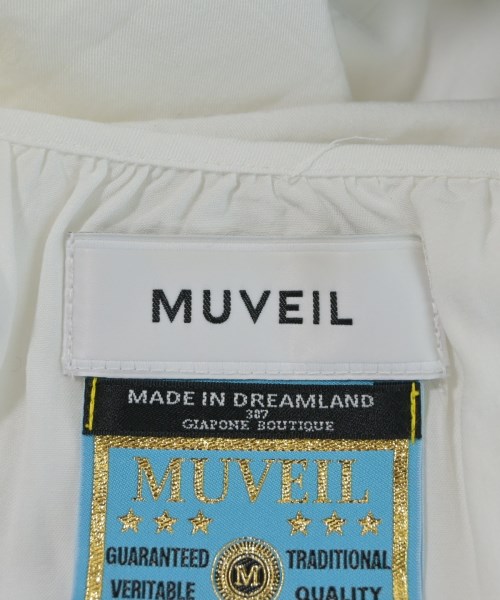 MUVEIL
MADE IN DREAMLAND
387
GIAPONE BOUTIQUE
MUVEIL
GUARANTEED TRADITIONAL
M
VERITABLE QUALITY